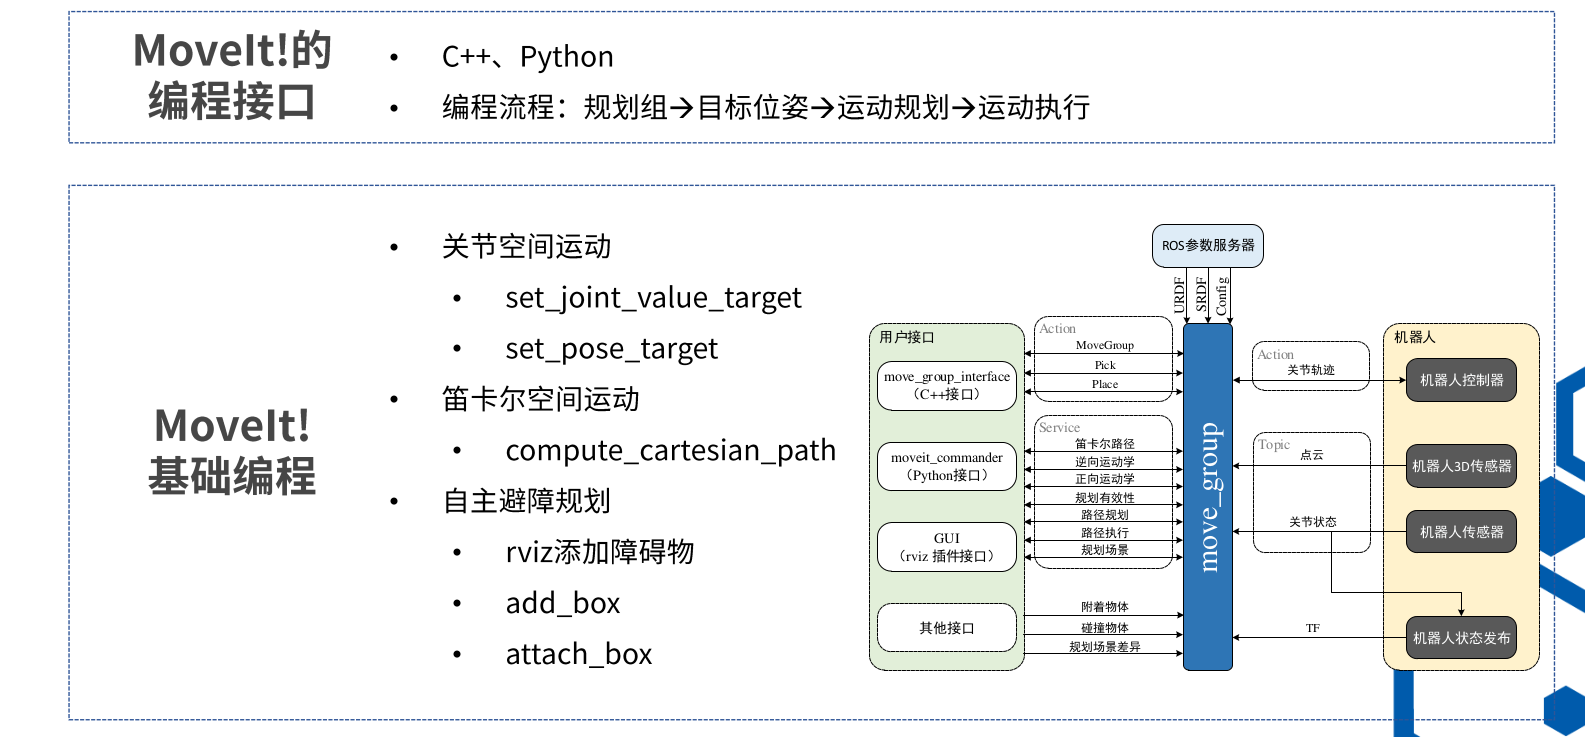 MoveIt!的
编程接口
• C++、Python
• 编程流程：规划组→目标位姿→运动规划→运动执行
MoveIt!
基础编程
• 关节空间运动
• set_joint_value_target
• set_pose_target
• 笛卡尔空间运动
• compute_cartesian_path
• 自主避障规划
• rviz添加障碍物
• add_box
• attach_box
ROS参数服务器
URDF
SRDF
Config
用户接口
move_group_interface
（C++接口）
moveit_commander
（Python接口）
GUI
（rviz 插件接口）
其他接口
Action
MoveGroup
Pick
Place
Service
笛卡尔路径
逆向运动学
正向运动学
规划有效性
路径规划
路径执行
规划场景
附着物体
碰撞物体
规划场景差异
move_group
Action
关节轨迹
Topic
点云
关节状态
TF
机器人
机器人控制器
机器人3D传感器
机器人传感器
机器人状态发布